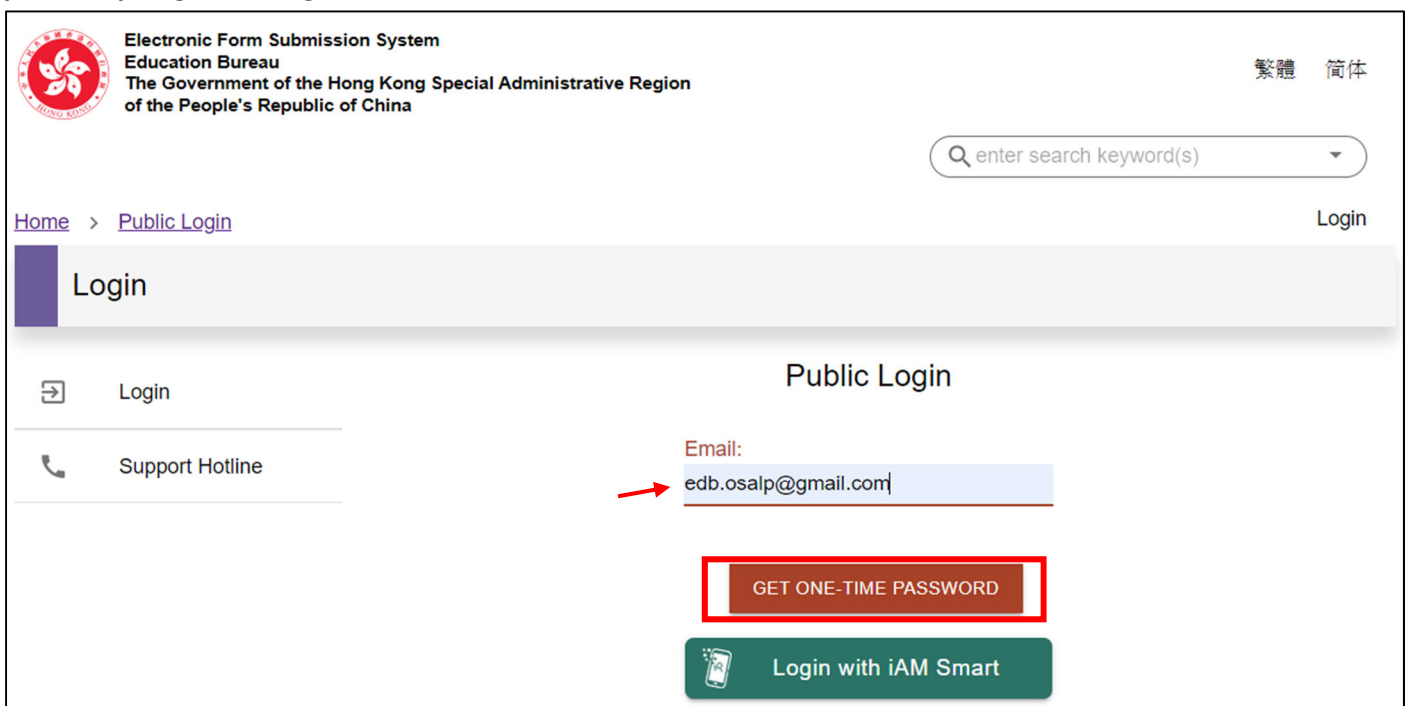 Electronic Form Submission System
Education Bureau
The Government of the Hong Kong Special Administrative Region
of the People's Republic of China
繁體 简体
enter search keyword(s)
Home > Public Login
Login
Login
Login
Support Hotline
Public Login
Email:
edb.osalp@gmail.com
GET ONE-TIME PASSWORD
Login with iAM Smart